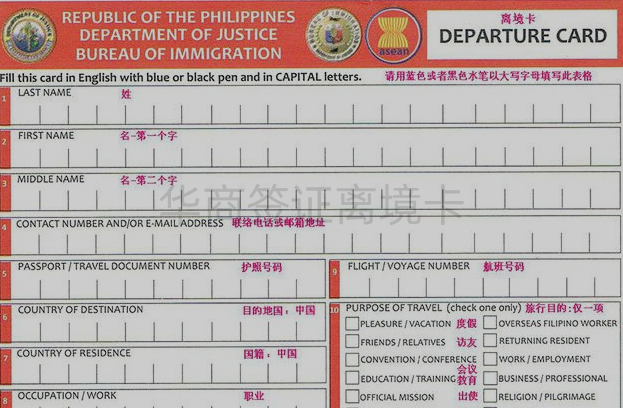 REPUBLIC OF THE PHILIPPINES
DEPARTMENT OF JUSTICE
BUREAU OF IMMIGRATION
asean
离境卡
DEPARTURE CARD
Fill this card in English with blue or black pen and in CAPITAL letters. 请用蓝色或者黑色水笔以大写字母填写此表格
1 LAST NAME 姓
2 FIRST NAME 名-第一个字
3 MIDDLE NAME 名-第二个字
华商签证离境卡
4 CONTACT NUMBER AND/OR E-MAIL ADDRESS 联络电话或邮箱地址
5 PASSPORT / TRAVEL DOCUMENT NUMBER 护照号码
9 FLIGHT / VOYAGE NUMBER 航班号码
6 COUNTRY OF DESTINATION 目的地国：中国
7 COUNTRY OF RESIDENCE 国籍：中国
8 OCCUPATION / WORK 职业
10 PURPOSE OF TRAVEL (check one only) 旅行目的:仅一项
PLEASURE / VACATION 度假 OVERSEAS FILIPINO WORKER
FRIENDS / RELATIVES 访友 RETURNING RESIDENT
CONVENTION / CONFERENCE 会议 WORK / EMPLOYMENT
EDUCATION / TRAINING 教育 BUSINESS / PROFESSIONAL
OFFICIAL MISSION 出使 RELIGION / PILGRIMAGE